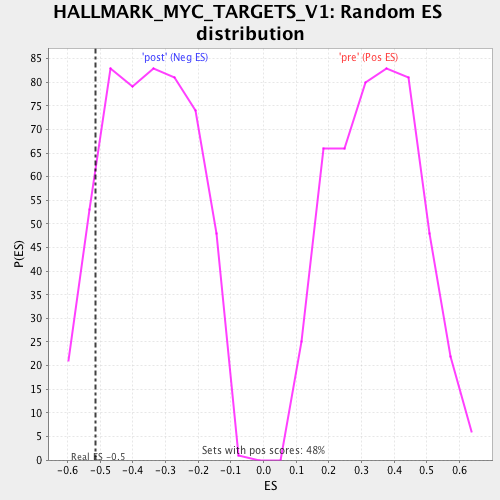 HALLMARK_MYC_TARGETS_V1: Random ES
distribution
'post' (Neg ES)
'pre' (Pos ES)
85
80
75
70
65
60
55
50
45
40
35
30
25
20
15
10
5
0
P(ES)
Real ES -0.5
Sets with pos scores: 48%
-0.6 -0.5 -0.4 -0.3 -0.2 -0.1 0.0 0.1 0.2 0.3 0.4 0.5 0.6
ES